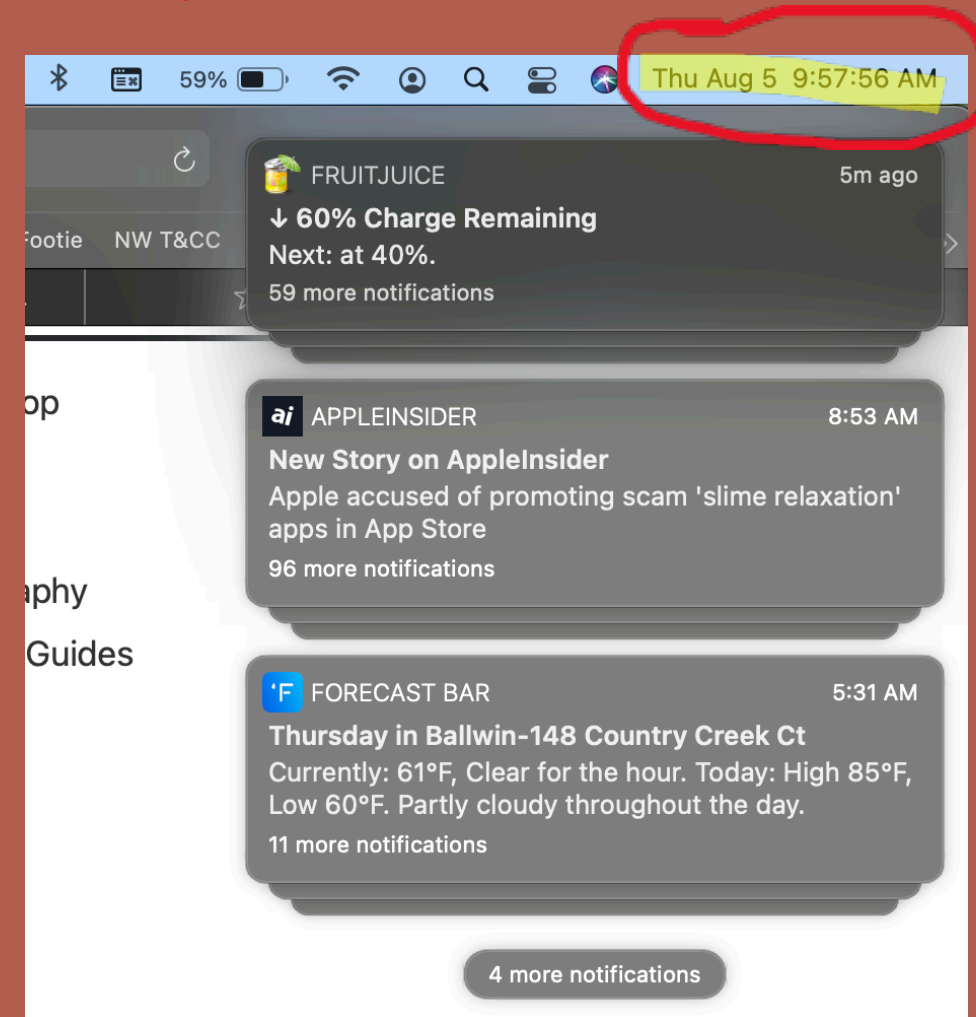 59%
Thu Aug 5 9:57:56 AM
Footie NW T&CC
FRUITJUICE 5m ago
↓ 60% Charge Remaining
Next: at 40%.
59 more notifications
op
ai APPLEINSIDER 8:53 AM
New Story on AppleInsider
Apple accused of promoting scam 'slime relaxation'
apps in App Store
96 more notifications
aphy
Guides
°F FORECAST BAR 5:31 AM
Thursday in Ballwin-148 Country Creek Ct
Currently: 61°F, Clear for the hour. Today: High 85°F,
Low 60°F. Partly cloudy throughout the day.
11 more notifications
4 more notifications